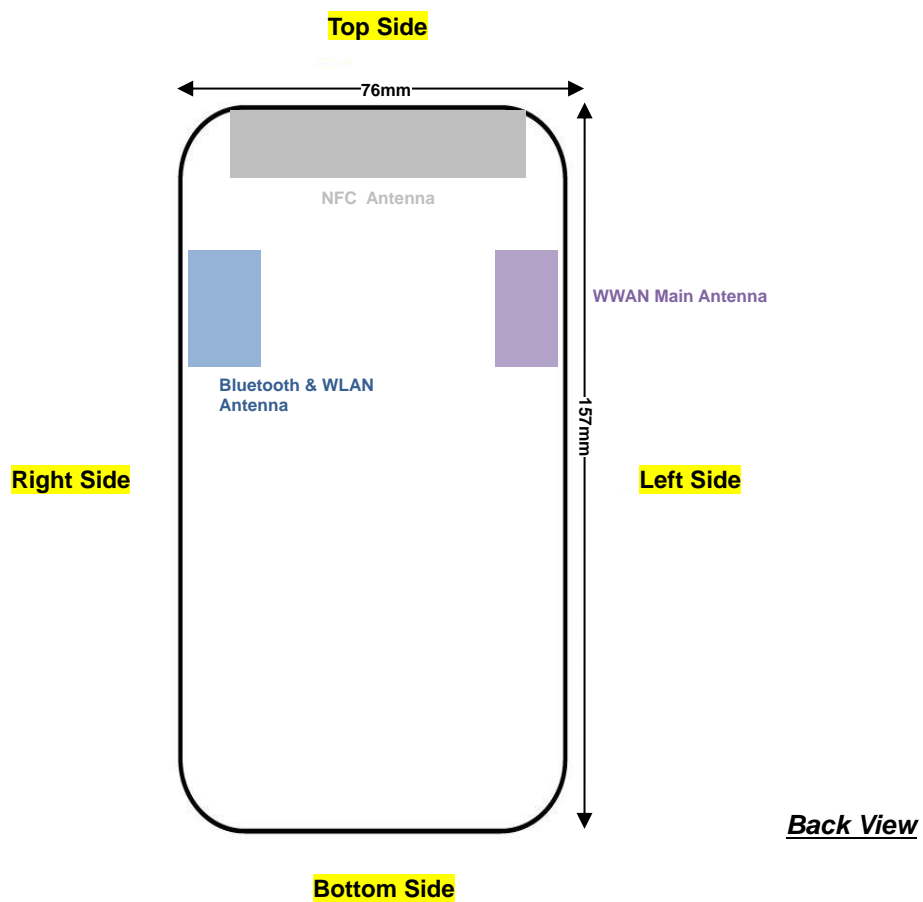 Top Side
76mm
NFC Antenna
WWAN Main Antenna
Bluetooth & WLAN
Antenna
157mm
Right Side
Left Side
Back View
Bottom Side